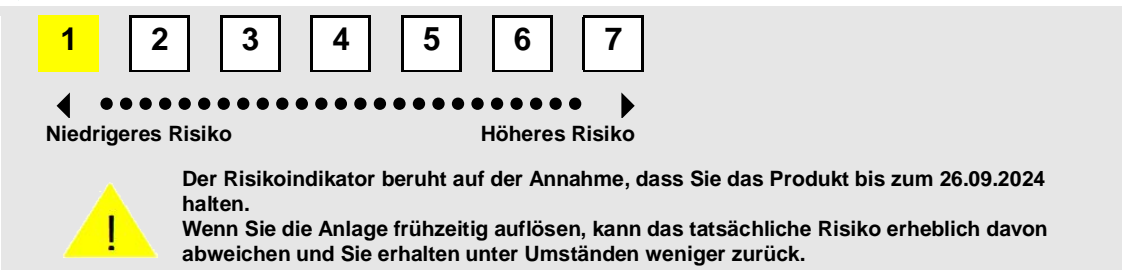 1 2 3 4 5 6 7
Niedrigeres Risiko Höheres Risiko
Der Risikoindikator beruht auf der Annahme, dass Sie das Produkt bis zum 26.09.2024
halten.
Wenn Sie die Anlage frühzeitig auflösen, kann das tatsächliche Risiko erheblich davon
! abweichen und Sie erhalten unter Umständen weniger zurück.